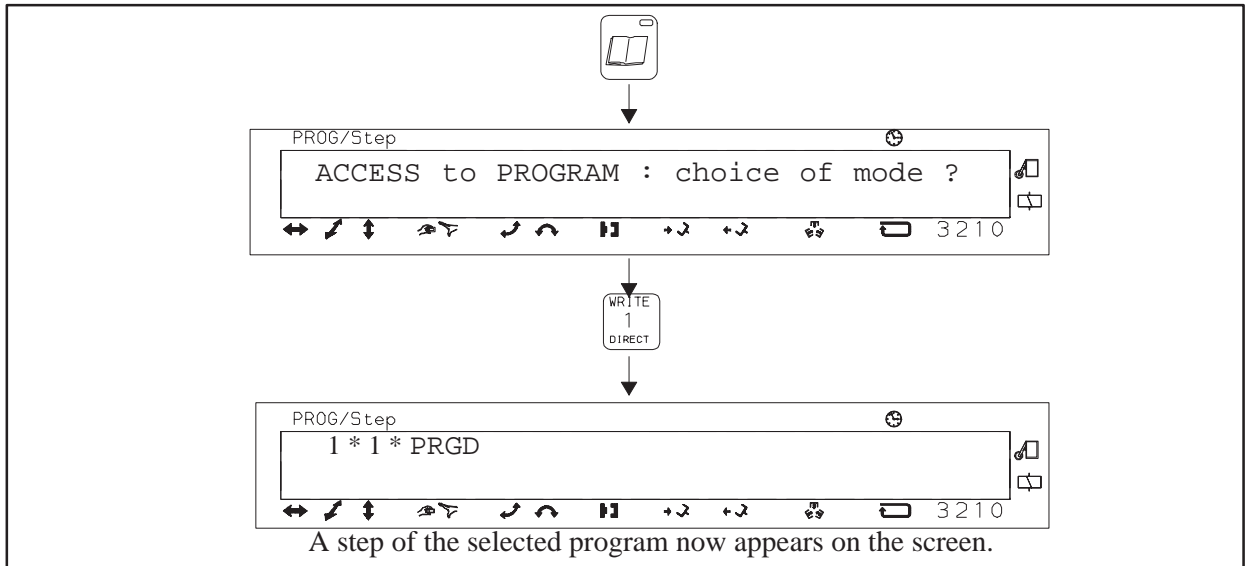 PROG/Step
ACCESS to PROGRAM : choice of mode ?
3210
WRITE
1
DIRECT
PROG/Step
1 * 1 * PRGD
3210
A step of the selected program now appears on the screen.